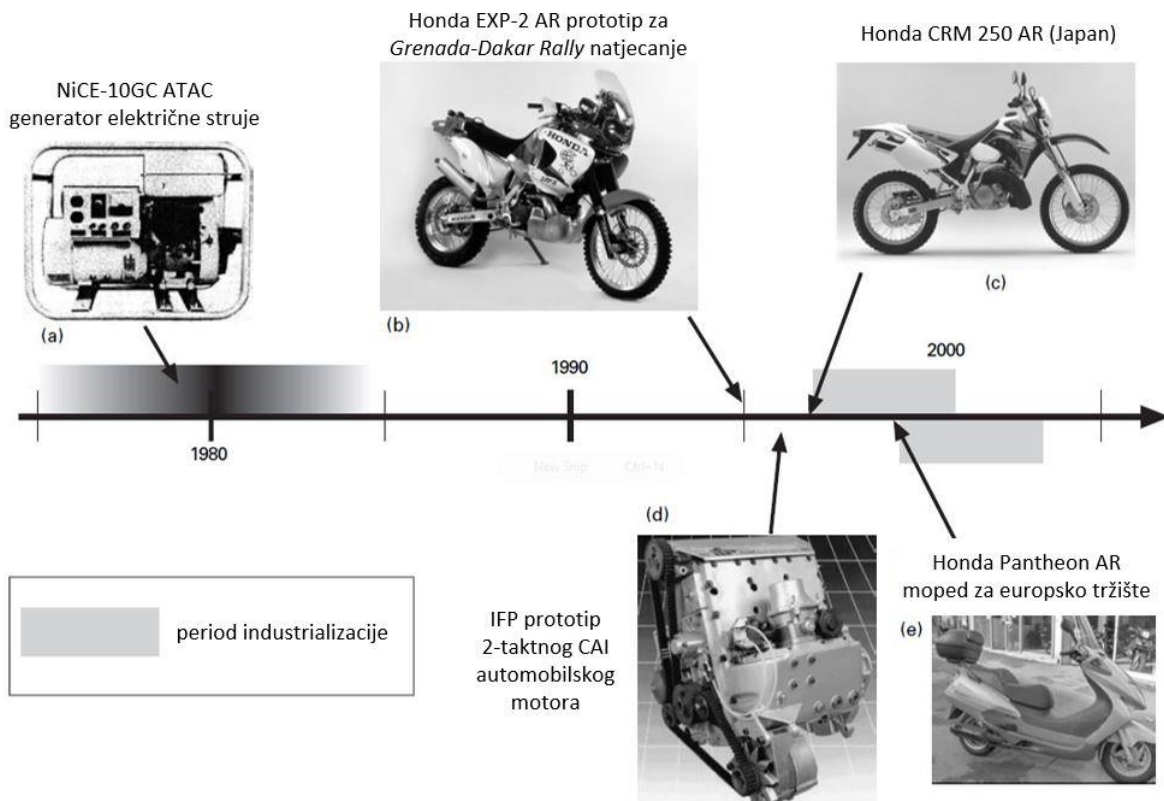 Honda EXP-2 AR prototip za
Grenada-Dakar Rally natjecanje
Honda CRM 250 AR (Japan)
NiCE-10GC ATAC
generator električne struje
(a)
(b)
(c)
HONDA
1980
1990
2000
New Snip Ctrl+N
(d)
IFP prototip
2-taktnog CAI
automobilskog
motora
Honda Pantheon AR
moped za europsko tržište
(e)
period industrializacije